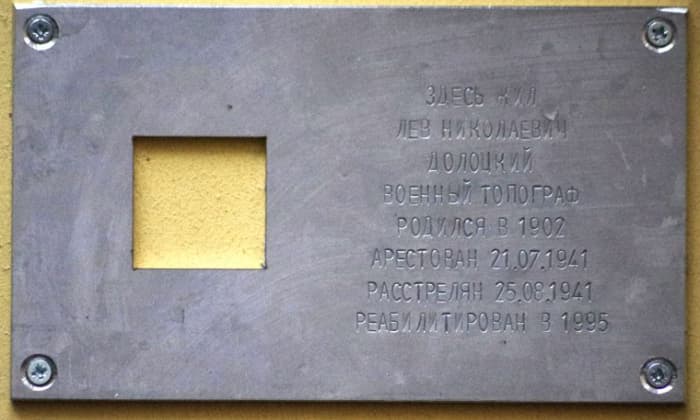 ЗДЕСЬ ЖИЛ
ЛЕВ НИКОЛАЕВИЧ
ДОЛОЦКИЙ
ВОЕННЫЙ ТОПОГРАФ
РОДИЛСЯ В 1902
АРЕСТОВАН 21.07.1941
РАССТРЕЛЯН 25.08.1941
РЕАБИЛИТИРОВАН В 1995